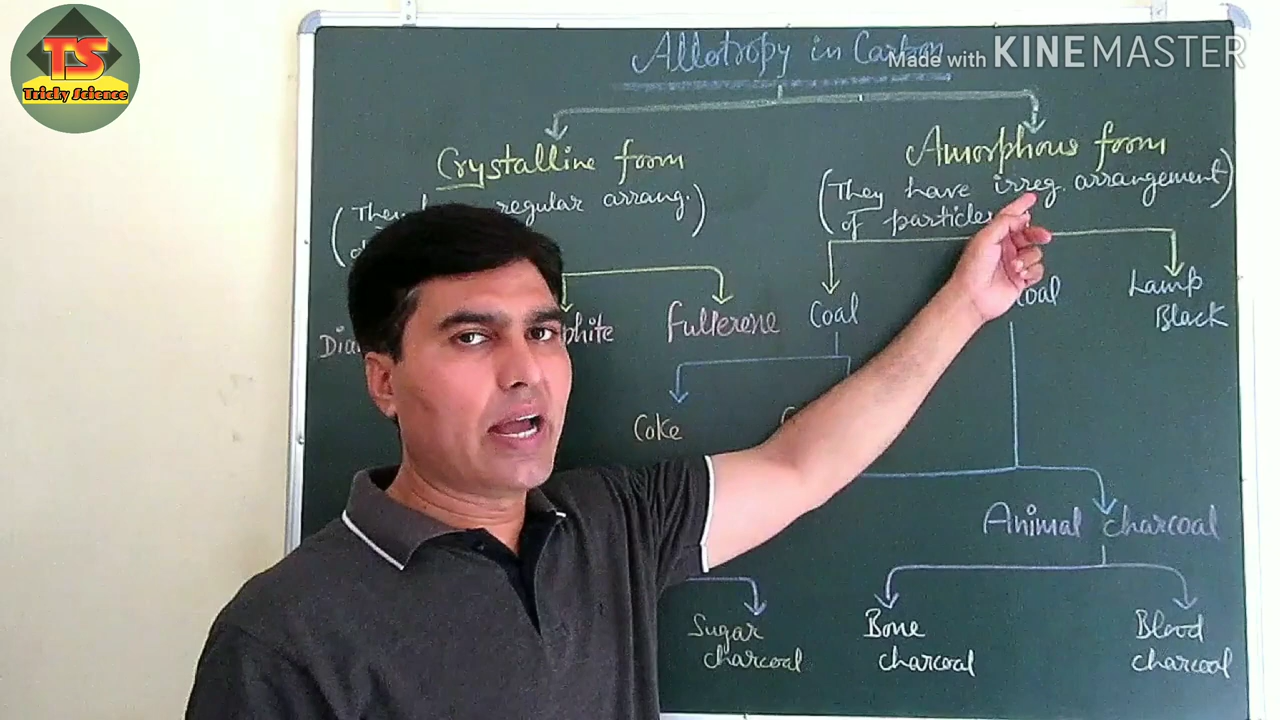 TS
Tricky Science
Made with KINEMASTER
Allotropy in Carbon
Crystalline form
regular arrang.)
Amorphous form
(They have irreg. arrangement)
of particles
Fullerene
Coal
Lamp
Black
Coke
Animal charcoal
Sugar
charcoal
Bone
charcoal
Blood
charcoal